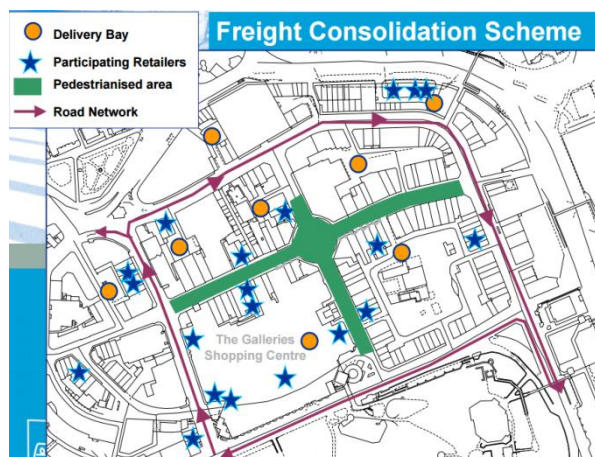 Freight Consolidation Scheme
Delivery Bay
Participating Retailers
Pedestrianised area
Road Network
The Galleries
Shopping Centre